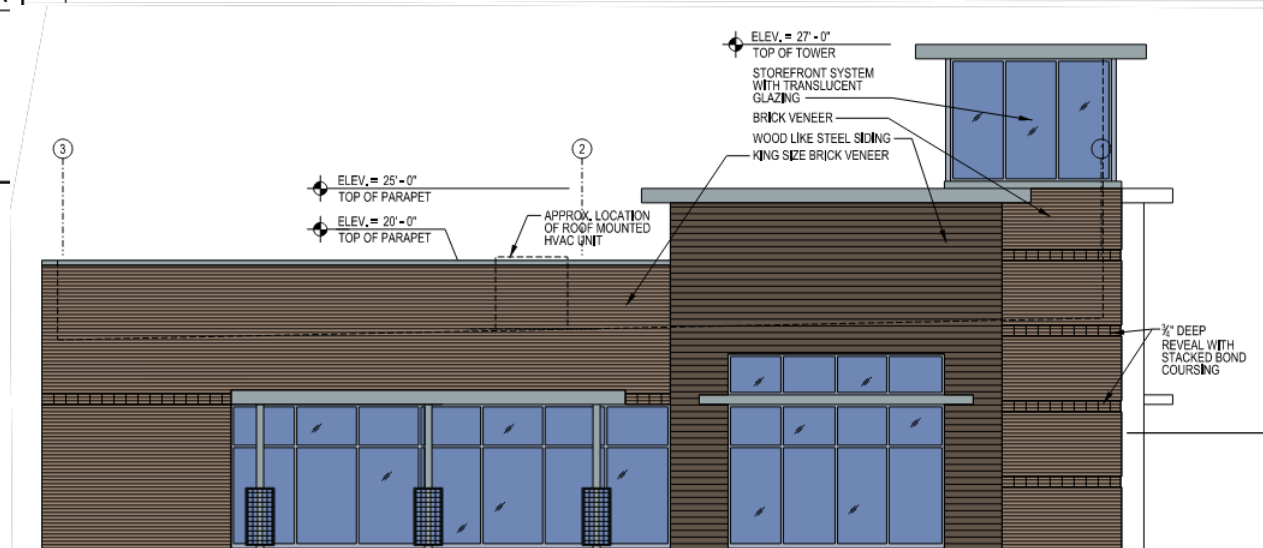 ELEV. = 27' - 0"
TOP OF TOWER
STOREFRONT SYSTEM
WITH TRANSLUCENT
GLAZING
BRICK VENEER
WOOD LIKE STEEL SIDING
KING SIZE BRICK VENEER
3
2
1
ELEV. = 25' - 0"
TOP OF PARAPET
ELEV. = 20' - 0"
TOP OF PARAPET
APPROX. LOCATION
OF ROOF MOUNTED
HVAC UNIT
¾" DEEP
REVEAL WITH
STACKED BOND
COURSING